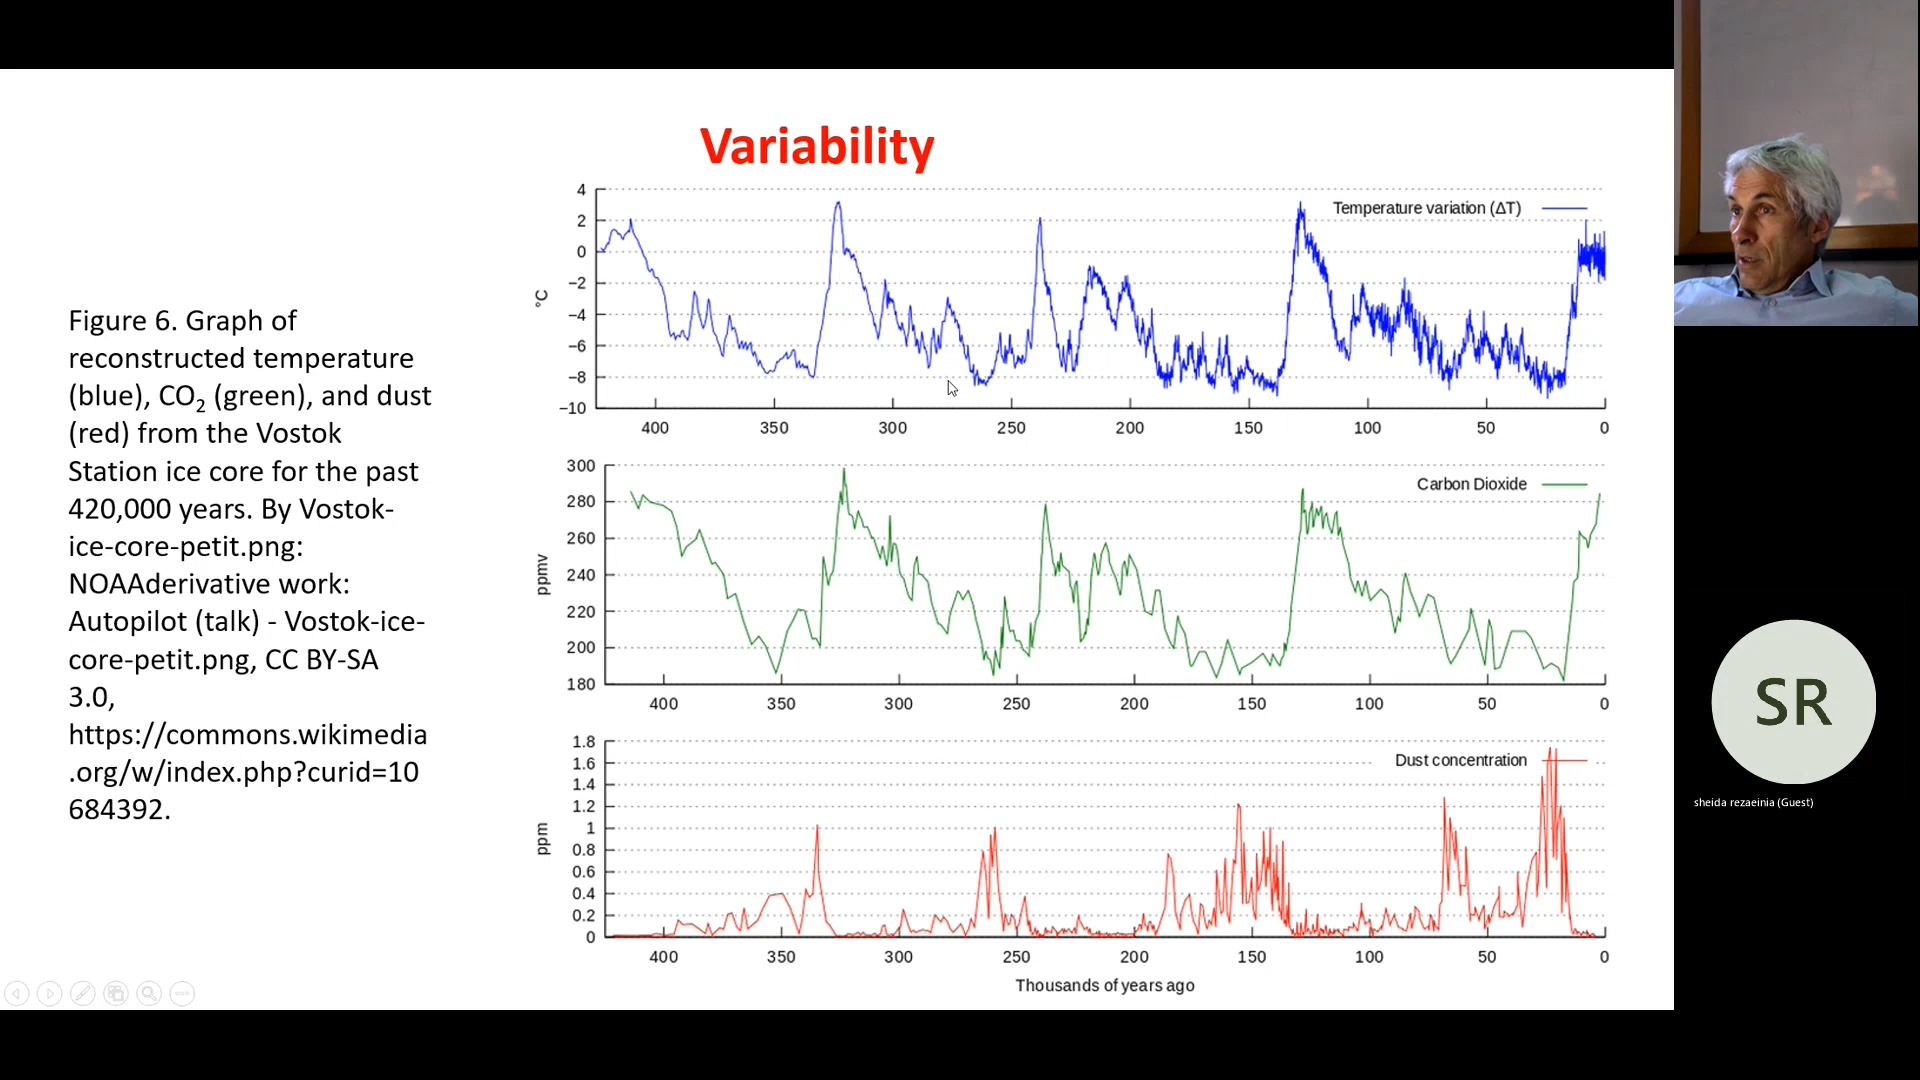 Variability
Figure 6. Graph of
reconstructed temperature
(blue), CO2 (green), and dust
(red) from the Vostok
Station ice core for the past
420,000 years. By Vostok-
ice-core-petit.png:
NOAAderivative work:
Autopilot (talk) - Vostok-ice-
core-petit.png, CC BY-SA
3.0,
https://commons.wikimedia
.org/w/index.php?curid=10
684392.
Temperature variation (ΔT)
°C
4
2
0
−2
−4
−6
−8
−10
400 350 300 250 200 150 100 50 0
Carbon Dioxide
ppmv
300
280
260
240
220
200
180
400 350 300 250 200 150 100 50 0
Dust concentration
ppm
1.8
1.6
1.4
1.2
1
0.8
0.6
0.4
0.2
0
400 350 300 250 200 150 100 50 0
Thousands of years ago
SR
sheida rezaeinia (Guest)